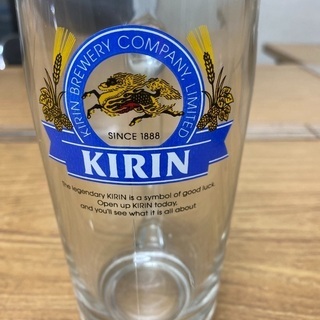 KIRIN BREWERY COMPANY, LIMITED
SINCE 1888
KIRIN
The legendary KIRIN is a symbol of good luck.
Open up KIRIN today,
and you'll see what it is all about.